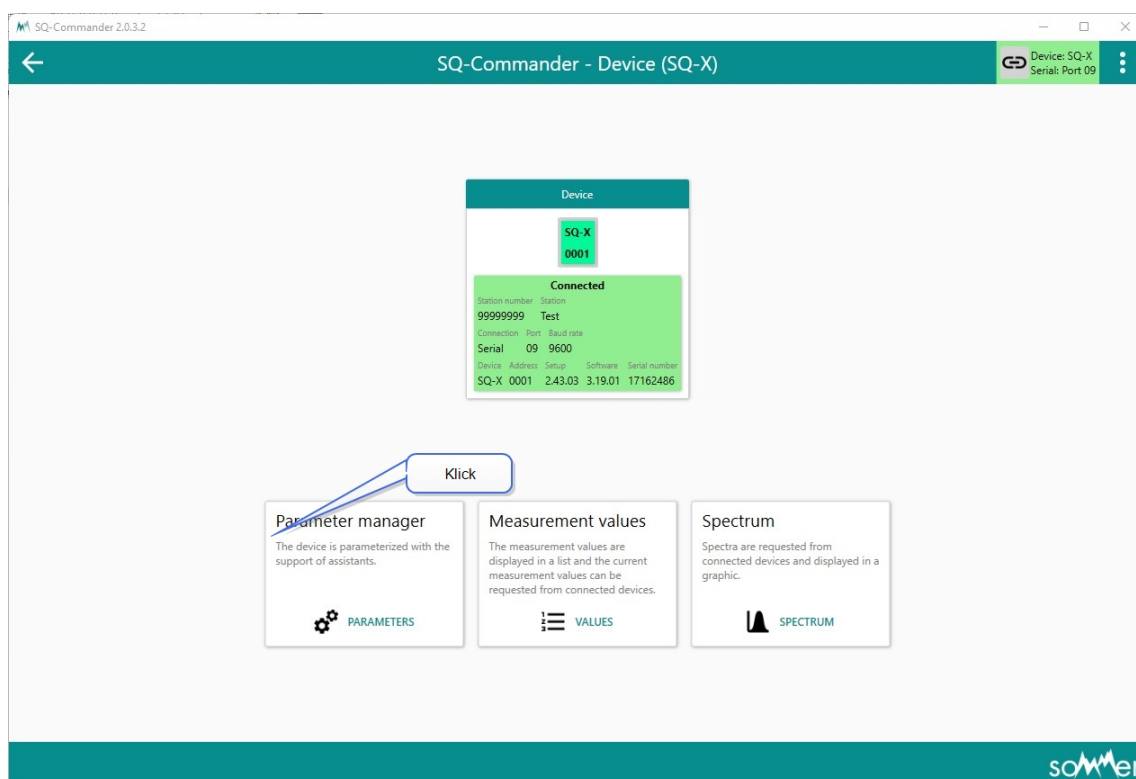 SQ-Commander 2.0.3.2
SQ-Commander - Device (SQ-X)
Device: SQ-X
Serial: Port 09
Device
SQ-X
0001
Connected
Station number Station
99999999 Test
Connection Port Baud rate
Serial 09 9600
Device Address Setup Software Serial number
SQ-X 0001 2.43.03 3.19.01 17162486
Klick
Parameter manager
The device is parameterized with the
support of assistants.
PARAMETERS
Measurement values
The measurement values are
displayed in a list and the current
measurement values can be
requested from connected devices.
1
2
3
VALUES
Spectrum
Spectra are requested from
connected devices and displayed in a
graphic.
SPECTRUM
sommer